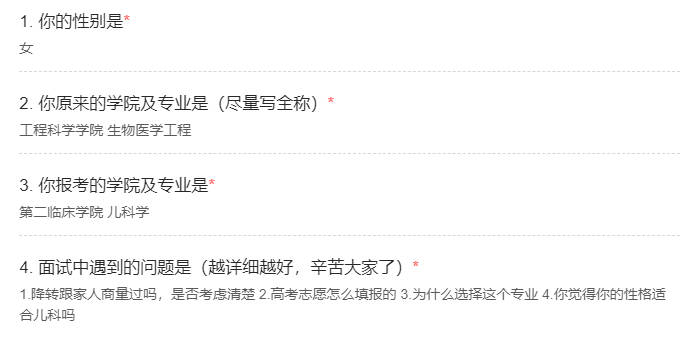 1. 你的性别是*
女
2. 你原来的学院及专业是（尽量写全称）*
工程科学学院 生物医学工程
3. 你报考的学院及专业是*
第二临床学院 儿科学
4. 面试中遇到的问题是（越详细越好，辛苦大家了）*
1.降转跟家人商量过吗，是否考虑清楚 2.高考志愿怎么填报的 3.为什么选择这个专业 4.你觉得你的性格适
合儿科吗